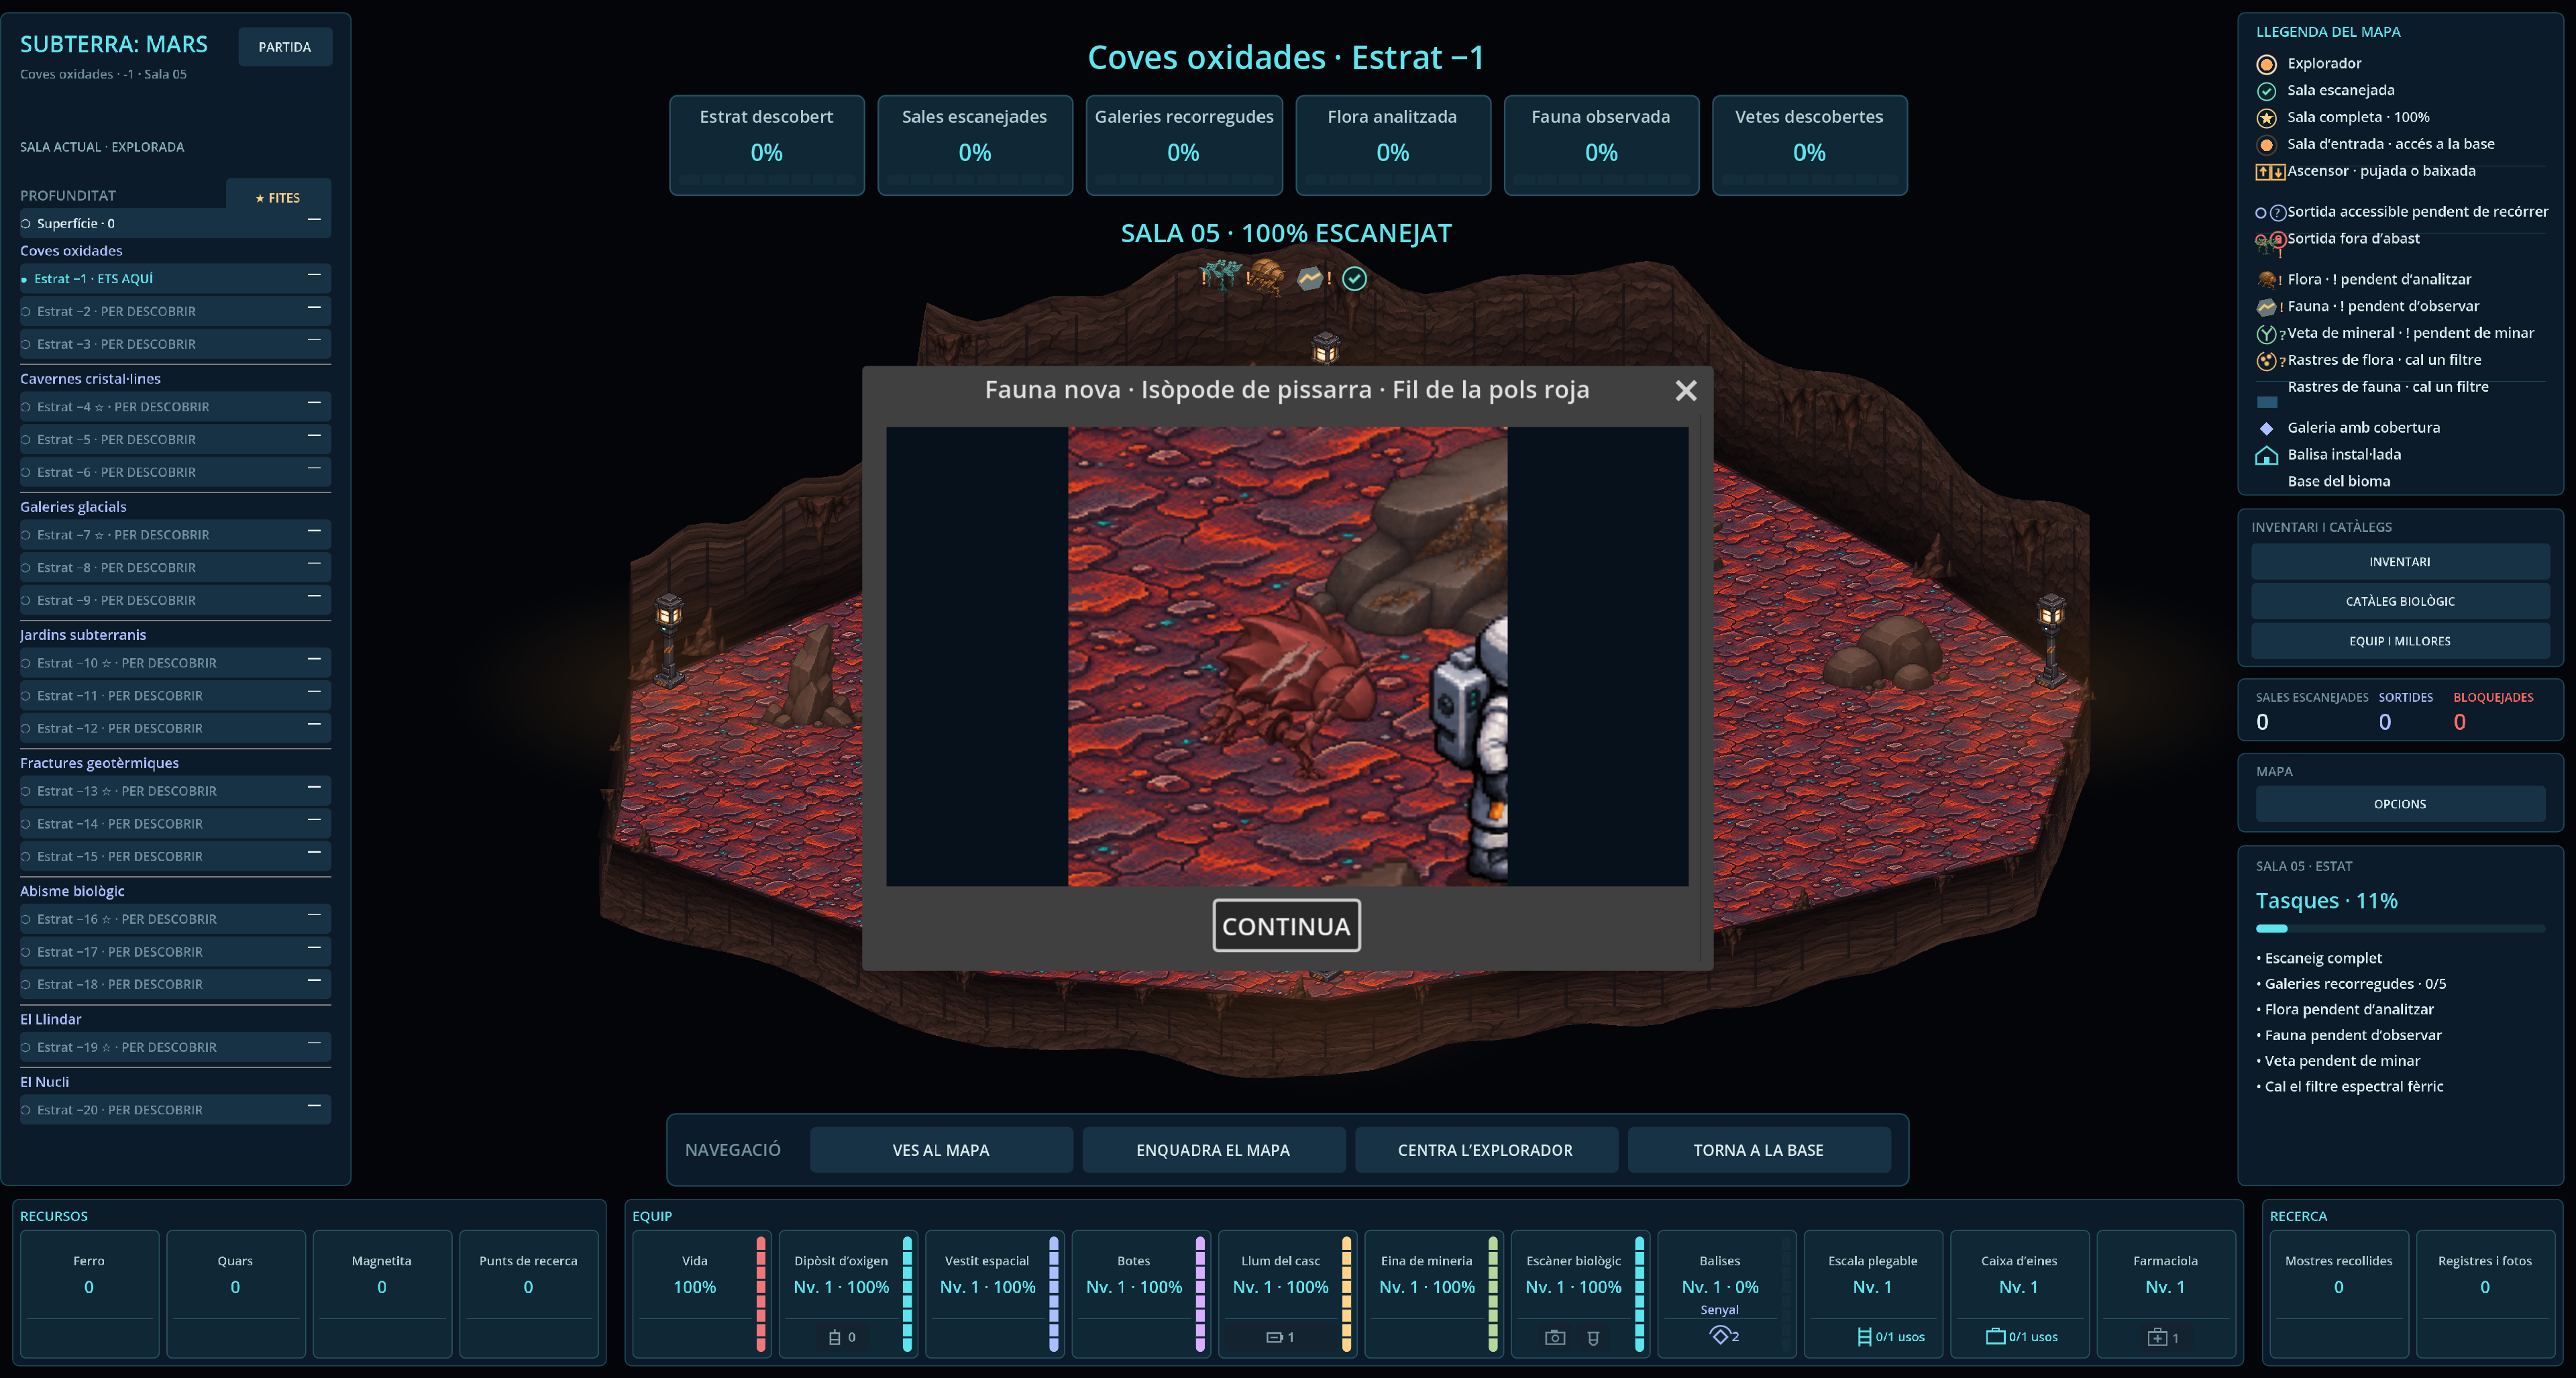 SUBTERRA: MARS
PARTIDA
Coves oxidades · -1 · Sala 05
SALA ACTUAL · EXPLORADA
PROFUNDITAT
★ FITES
Superfície · 0 —
Coves oxidades
Estrat −1 · ETS AQUÍ —
Estrat −2 · PER DESCOBRIR —
Estrat −3 · PER DESCOBRIR —
Cavernes cristal·lines
Estrat −4 ☆ · PER DESCOBRIR —
Estrat −5 · PER DESCOBRIR —
Estrat −6 · PER DESCOBRIR —
Galeries glacials
Estrat −7 ☆ · PER DESCOBRIR —
Estrat −8 · PER DESCOBRIR —
Estrat −9 · PER DESCOBRIR —
Jardins subterranis
Estrat −10 ☆ · PER DESCOBRIR —
Estrat −11 · PER DESCOBRIR —
Estrat −12 · PER DESCOBRIR —
Fractures geotèrmiques
Estrat −13 ☆ · PER DESCOBRIR —
Estrat −14 · PER DESCOBRIR —
Estrat −15 · PER DESCOBRIR —
Abisme biològic
Estrat −16 ☆ · PER DESCOBRIR —
Estrat −17 · PER DESCOBRIR —
Estrat −18 · PER DESCOBRIR —
El Llindar
Estrat −19 ☆ · PER DESCOBRIR —
El Nucli
Estrat −20 · PER DESCOBRIR —
Coves oxidades · Estrat −1
Estrat descobert
0%
Sales escanejades
0%
Galeries recorregudes
0%
Flora analitzada
0%
Fauna observada
0%
Vetes descobertes
0%
SALA 05 · 100% ESCANEJAT
! ! !
Fauna nova · Isòpode de pissarra · Fil de la pols roja
CONTINUA
NAVEGACIÓ
VES AL MAPA
ENQUADRA EL MAPA
CENTRA L’EXPLORADOR
TORNA A LA BASE
LLEGENDA DEL MAPA
Explorador
Sala escanejada
Sala completa · 100%
Sala d’entrada · accés a la base
Ascensor · pujada o baixada
? Sortida accessible pendent de recórrer
Sortida fora d’abast
!
! Flora · ! pendent d’analitzar
! Fauna · ! pendent d’observar
? Veta de mineral · ! pendent de minar
? Rastres de flora · cal un filtre
Rastres de fauna · cal un filtre
Galeria amb cobertura
Balisa instal·lada
Base del bioma
INVENTARI I CATÀLEGS
INVENTARI
CATÀLEG BIOLÒGIC
EQUIP I MILLORES
SALES ESCANEJADES
0
SORTIDES
0
BLOQUEJADES
0
MAPA
OPCIONS
SALA 05 · ESTAT
Tasques · 11%
• Escaneig complet
• Galeries recorregudes · 0/5
• Flora pendent d’analitzar
• Fauna pendent d’observar
• Veta pendent de minar
• Cal el filtre espectral fèrric
RECURSOS
Ferro
0
Quars
0
Magnetita
0
Punts de recerca
0
EQUIP
Vida
100%
Dipòsit d’oxigen
Nv. 1 · 100%
0
Vestit espacial
Nv. 1 · 100%
Botes
Nv. 1 · 100%
Llum del casc
Nv. 1 · 100%
1
Eina de mineria
Nv. 1 · 100%
Escàner biològic
Nv. 1 · 100%
Balises
Nv. 1 · 0%
Senyal
2
Escala plegable
Nv. 1
0/1 usos
Caixa d’eines
Nv. 1
0/1 usos
Farmaciola
Nv. 1
1
RECERCA
Mostres recollides
0
Registres i fotos
0